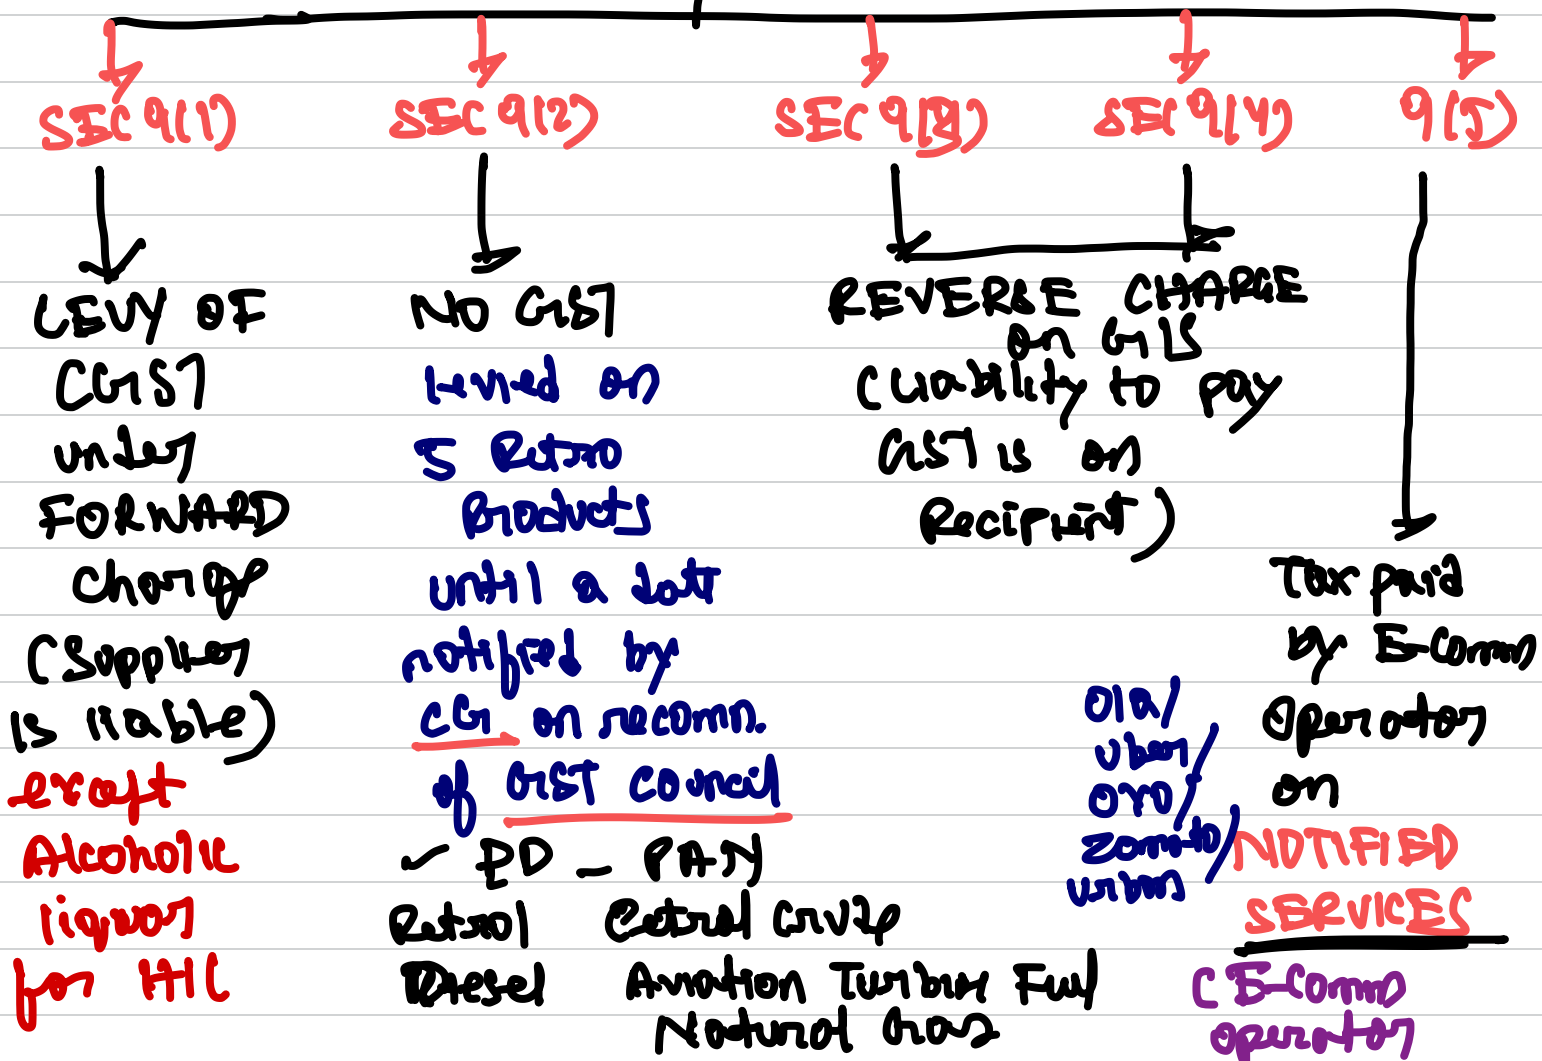 SEC 9(1)
SEC 9(2)
SEC 9(3)
SEC 9(4)
9(5)
LEVY OF
CGST
under
FORWARD
Charge
(Supplier
is liable)
except
Alcoholic
liquor
for HC
NO GST
levied on
5 Petro
Products
until a date
notified by
CG on recomn.
of GST Council
✓ PD - PAN
Petrol
Diesel
Petrol Crude
Aviation Turbine Fuel
Natural Gas
REVERSE CHARGE
on G/S
(Liability to pay
GST is on
Recipient)
Tax paid
by E-Comm
Operator
on
NOTIFIED
SERVICES
(E-Comm
operator
Ola/
Uber/
OYO/
Zomato/
urban